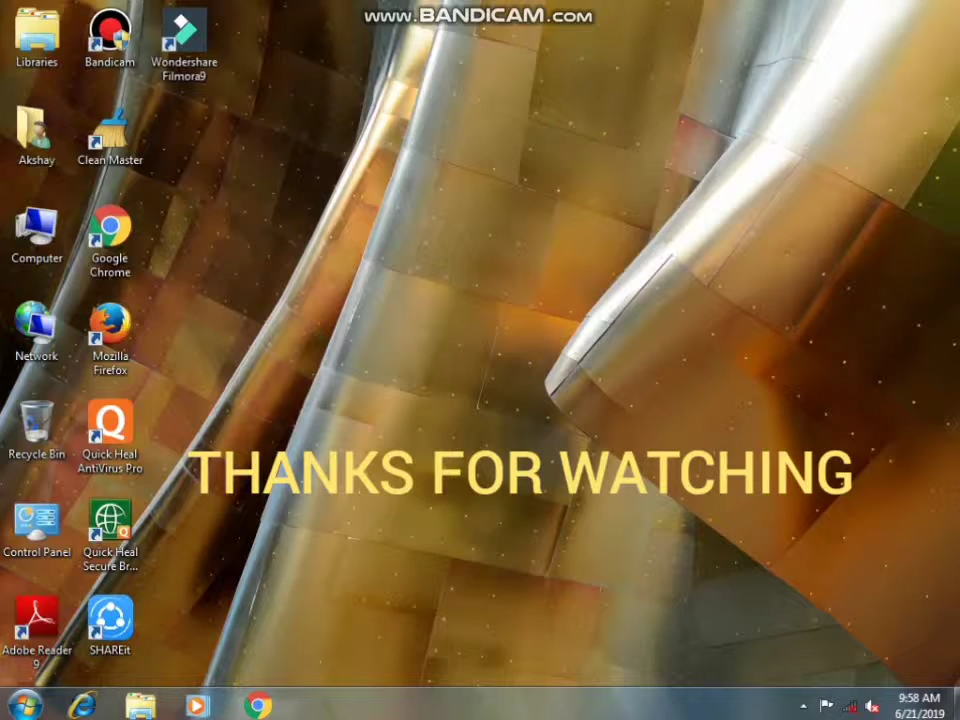 www.BANDICAM.com
Libraries
Bandicam
Wondershare
Filmora9
Akshay
Clean Master
Computer
Google
Chrome
Network
Mozilla
Firefox
Recycle Bin
Quick Heal
AntiVirus Pro
Control Panel
Quick Heal
Secure Br...
Adobe Reader
9
SHAREit
THANKS FOR WATCHING
9:58 AM
6/21/2019